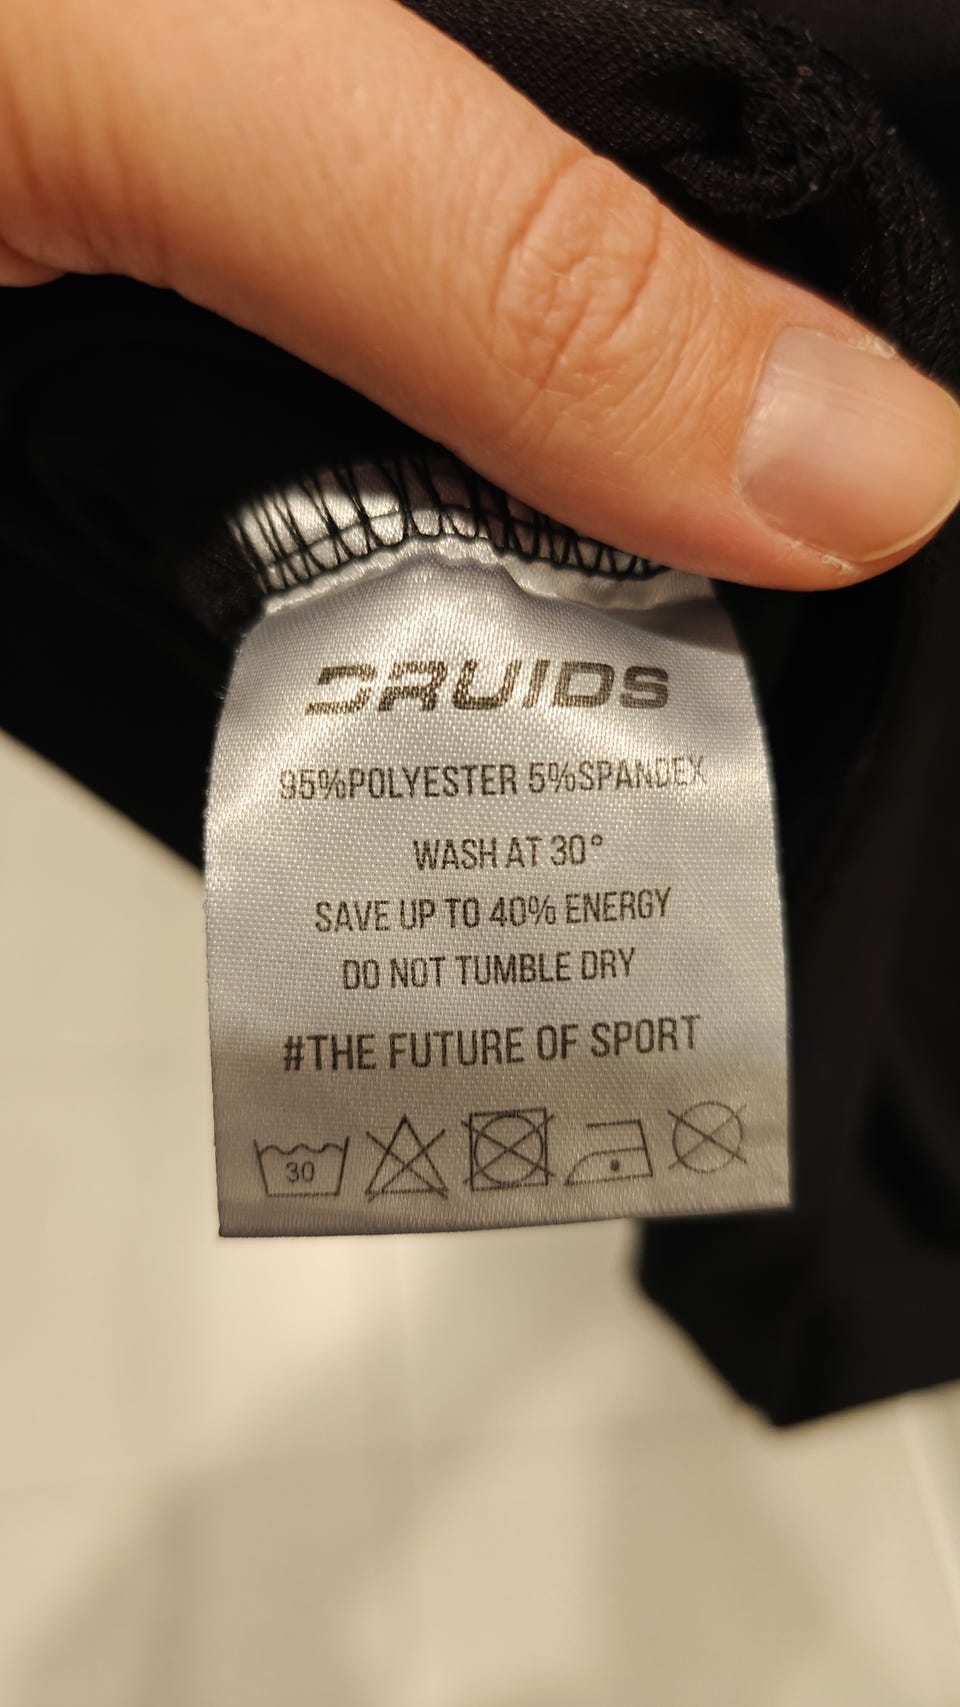 DRUIDS
95%POLYESTER 5%SPANDEX
WASH AT 30°
SAVE UP TO 40% ENERGY
DO NOT TUMBLE DRY
#THE FUTURE OF SPORT
30